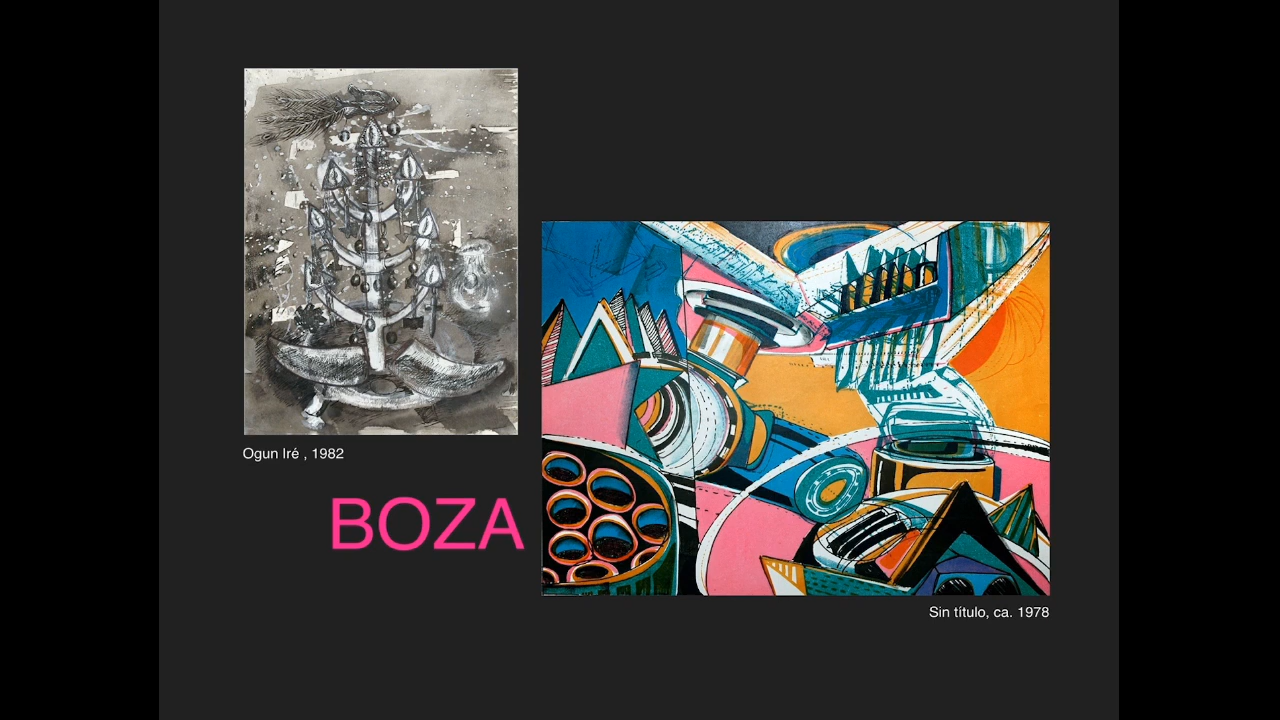 Ogun Iré , 1982
BOZA
Sin título, ca. 1978